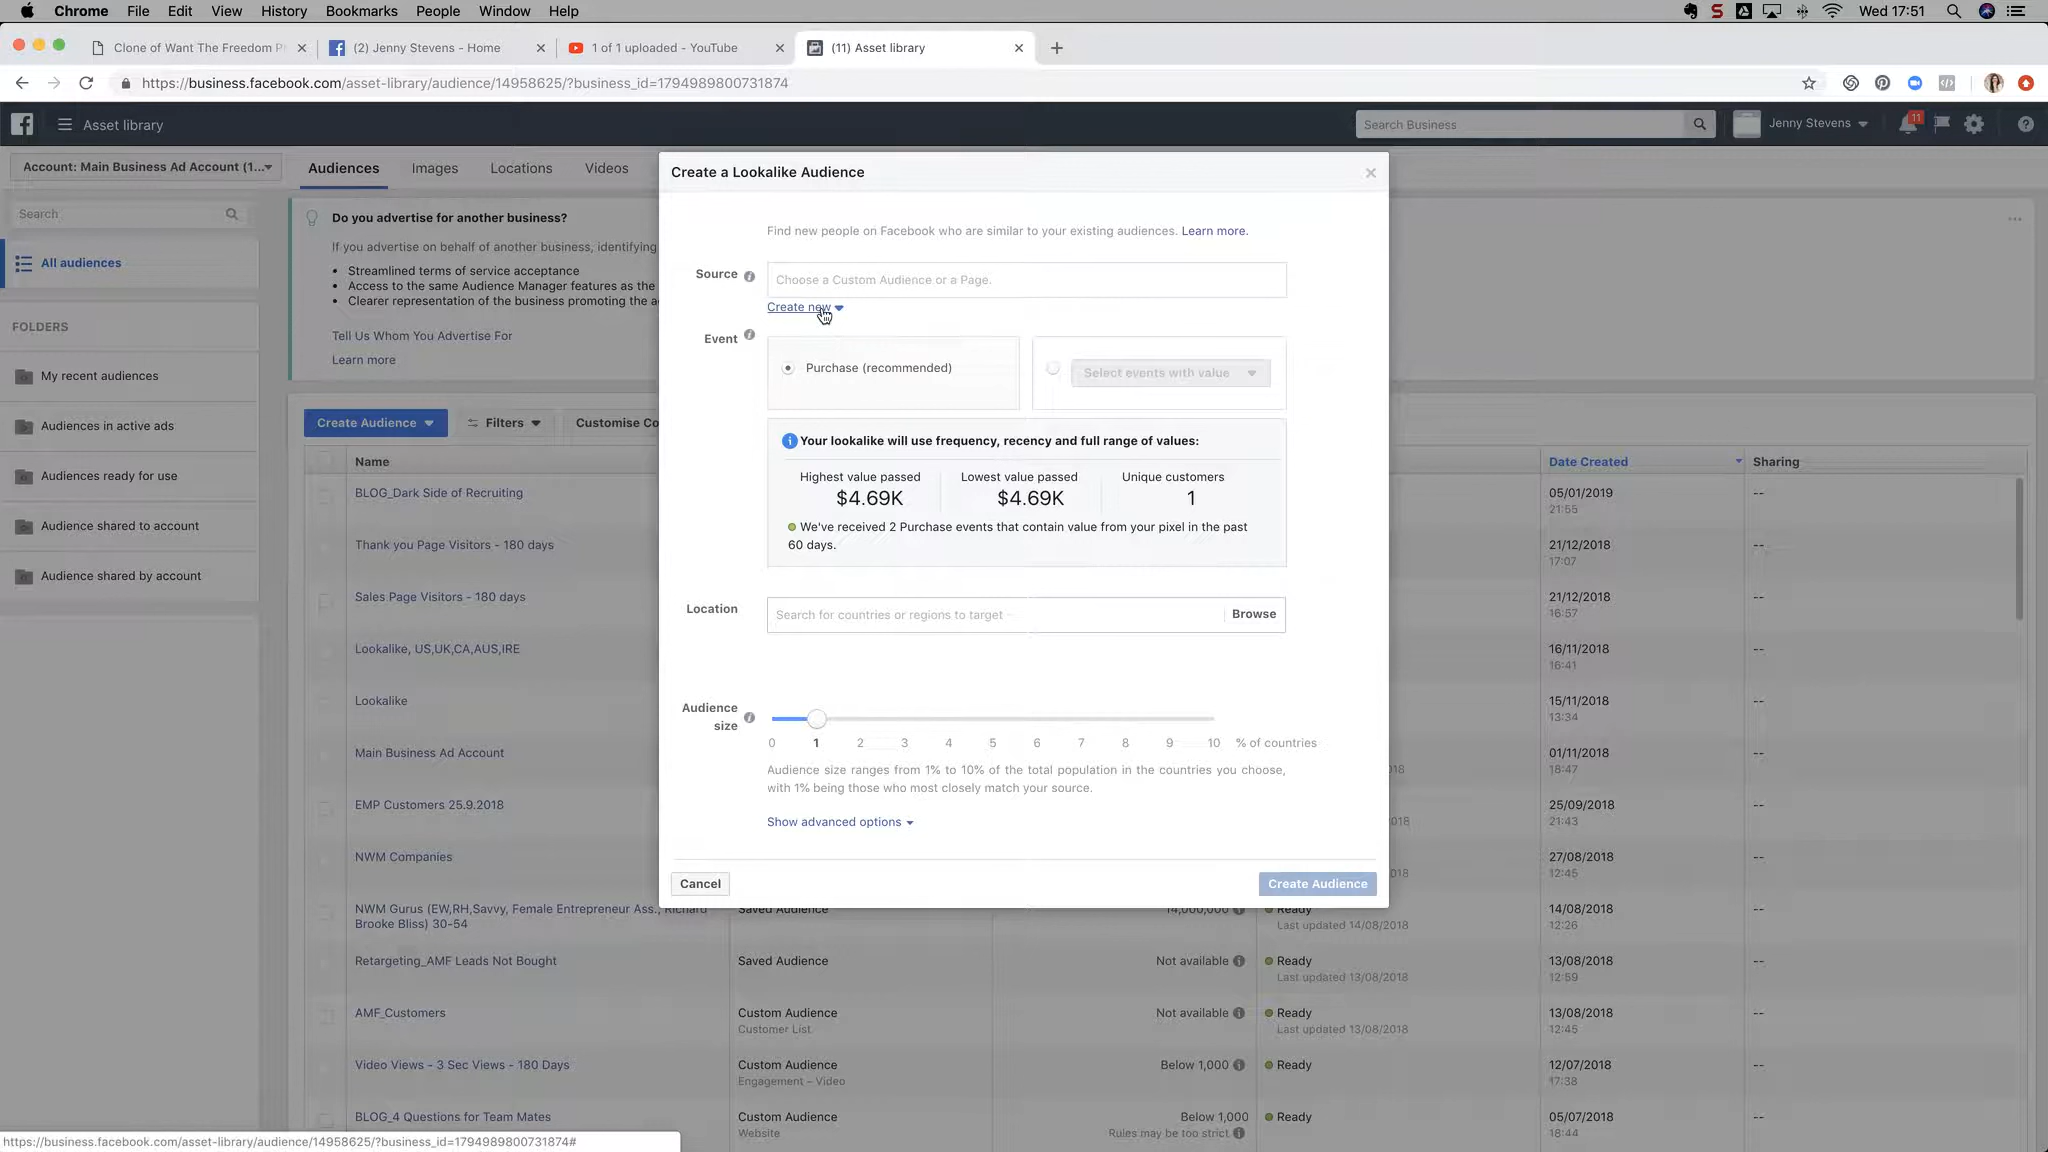 Chrome File Edit View History Bookmarks People Window Help
Wed 17:51
Clone of Want The Freedom P
(2) Jenny Stevens - Home
1 of 1 uploaded - YouTube
(11) Asset library
https://business.facebook.com/asset-library/audience/14958625/?business_id=1794989800731874
Asset library
Search Business
Jenny Stevens
11
Account: Main Business Ad Account (1...
Audiences Images Locations Videos
Search
All audiences
FOLDERS
My recent audiences
Audiences in active ads
Audiences ready for use
Audience shared to account
Audience shared by account
Do you advertise for another business?
If you advertise on behalf of another business, identifying
• Streamlined terms of service acceptance
• Access to the same Audience Manager features as the
• Clearer representation of the business promoting the a
Tell Us Whom You Advertise For
Learn more
Create Audience Filters Customise Co
Create a Lookalike Audience
Find new people on Facebook who are similar to your existing audiences. Learn more.
Source
Choose a Custom Audience or a Page.
Create new
Event
Purchase (recommended)
Select events with value
Your lookalike will use frequency, recency and full range of values:
Highest value passed Lowest value passed Unique customers
$4.69K $4.69K 1
We've received 2 Purchase events that contain value from your pixel in the past
60 days.
Location
Search for countries or regions to target
Browse
Audience
size
0 1 2 3 4 5 6 7 8 9 10 % of countries
Audience size ranges from 1% to 10% of the total population in the countries you choose,
with 1% being those who most closely match your source.
Show advanced options
Cancel
Create Audience
Name Date Created Sharing
BLOG_Dark Side of Recruiting 05/01/2019 --
21:55
Thank you Page Visitors - 180 days 21/12/2018 --
17:07
Sales Page Visitors - 180 days 21/12/2018 --
16:57
Lookalike, US,UK,CA,AUS,IRE 16/11/2018 --
16:41
Lookalike 15/11/2018 --
13:34
Main Business Ad Account 01/11/2018 --
018 18:47
EMP Customers 25.9.2018 25/09/2018 --
018 21:43
NWM Companies 27/08/2018 --
018 12:45
NWM Gurus (EW,RH,Savvy, Female Entrepreneur Ass., Richard Saved Audience 14,000,000 Ready 14/08/2018 --
Brooke Bliss) 30-54 Last updated 14/08/2018 12:26
Retargeting_AMF Leads Not Bought Saved Audience Not available Ready 13/08/2018 --
Last updated 13/08/2018 12:59
AMF_Customers Custom Audience Not available Ready 13/08/2018 --
Customer List Last updated 13/08/2018 12:45
Video Views - 3 Sec Views - 180 Days Custom Audience Below 1,000 Ready 12/07/2018 --
Engagement - Video 17:38
BLOG_4 Questions for Team Mates Custom Audience Below 1,000 Ready 05/07/2018 --
Website Rules may be too strict 18:44
https://business.facebook.com/asset-library/audience/14958625/?business_id=1794989800731874#